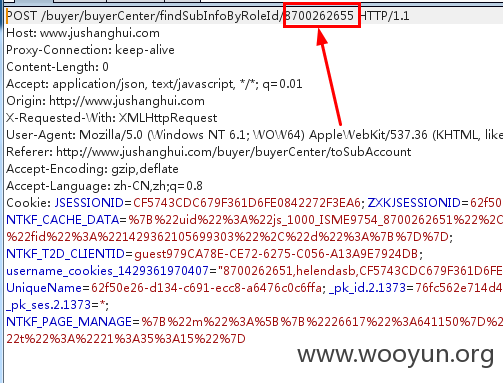 POST /buyer/buyerCenter/findSubInfoByRoleId/8700262655 HTTP/1.1
Host: www.jushanghui.com
Proxy-Connection: keep-alive
Content-Length: 0
Accept: application/json, text/javascript, */*; q=0.01
Origin: http://www.jushanghui.com
X-Requested-With: XMLHttpRequest
User-Agent: Mozilla/5.0 (Windows NT 6.1; WOW64) AppleWebKit/537.36 (KHTML, like
Referer: http://www.jushanghui.com/buyer/buyerCenter/toSubAccount
Accept-Encoding: gzip,deflate
Accept-Language: zh-CN,zh;q=0.8
Cookie: JSESSIONID=CF5743CDC679F361D6FE0842272F3EA6; ZXKJSESSIONID=62f50
NTKF_CACHE_DATA=%7B%22uid%22%3A%22js_1000_ISME9754_8700262651%22%2C
%22fid%22%3A%221429362105699303%22%2C%22d%22%3A%7B%7D%7D;
NTKF_T2D_CLIENTID=guest979CA78E-CE72-6275-C056-A13A9E7924DB;
username_cookies_1429361970407="8700262651,helendasb,CF5743CDC679F361D6FE
UniqueName=62f50e26-d134-c691-ecc8-a6476c0c6ffa; _pk_id.2.1373=76fc562e714d4
_pk_ses.2.1373=*;
NTKF_PAGE_MANAGE=%7B%22m%22%3A%5B%7B%2226617%22%3A641150%7D%
22t%22%3A%2221%3A35%3A15%22%7D
www.wooyun.org